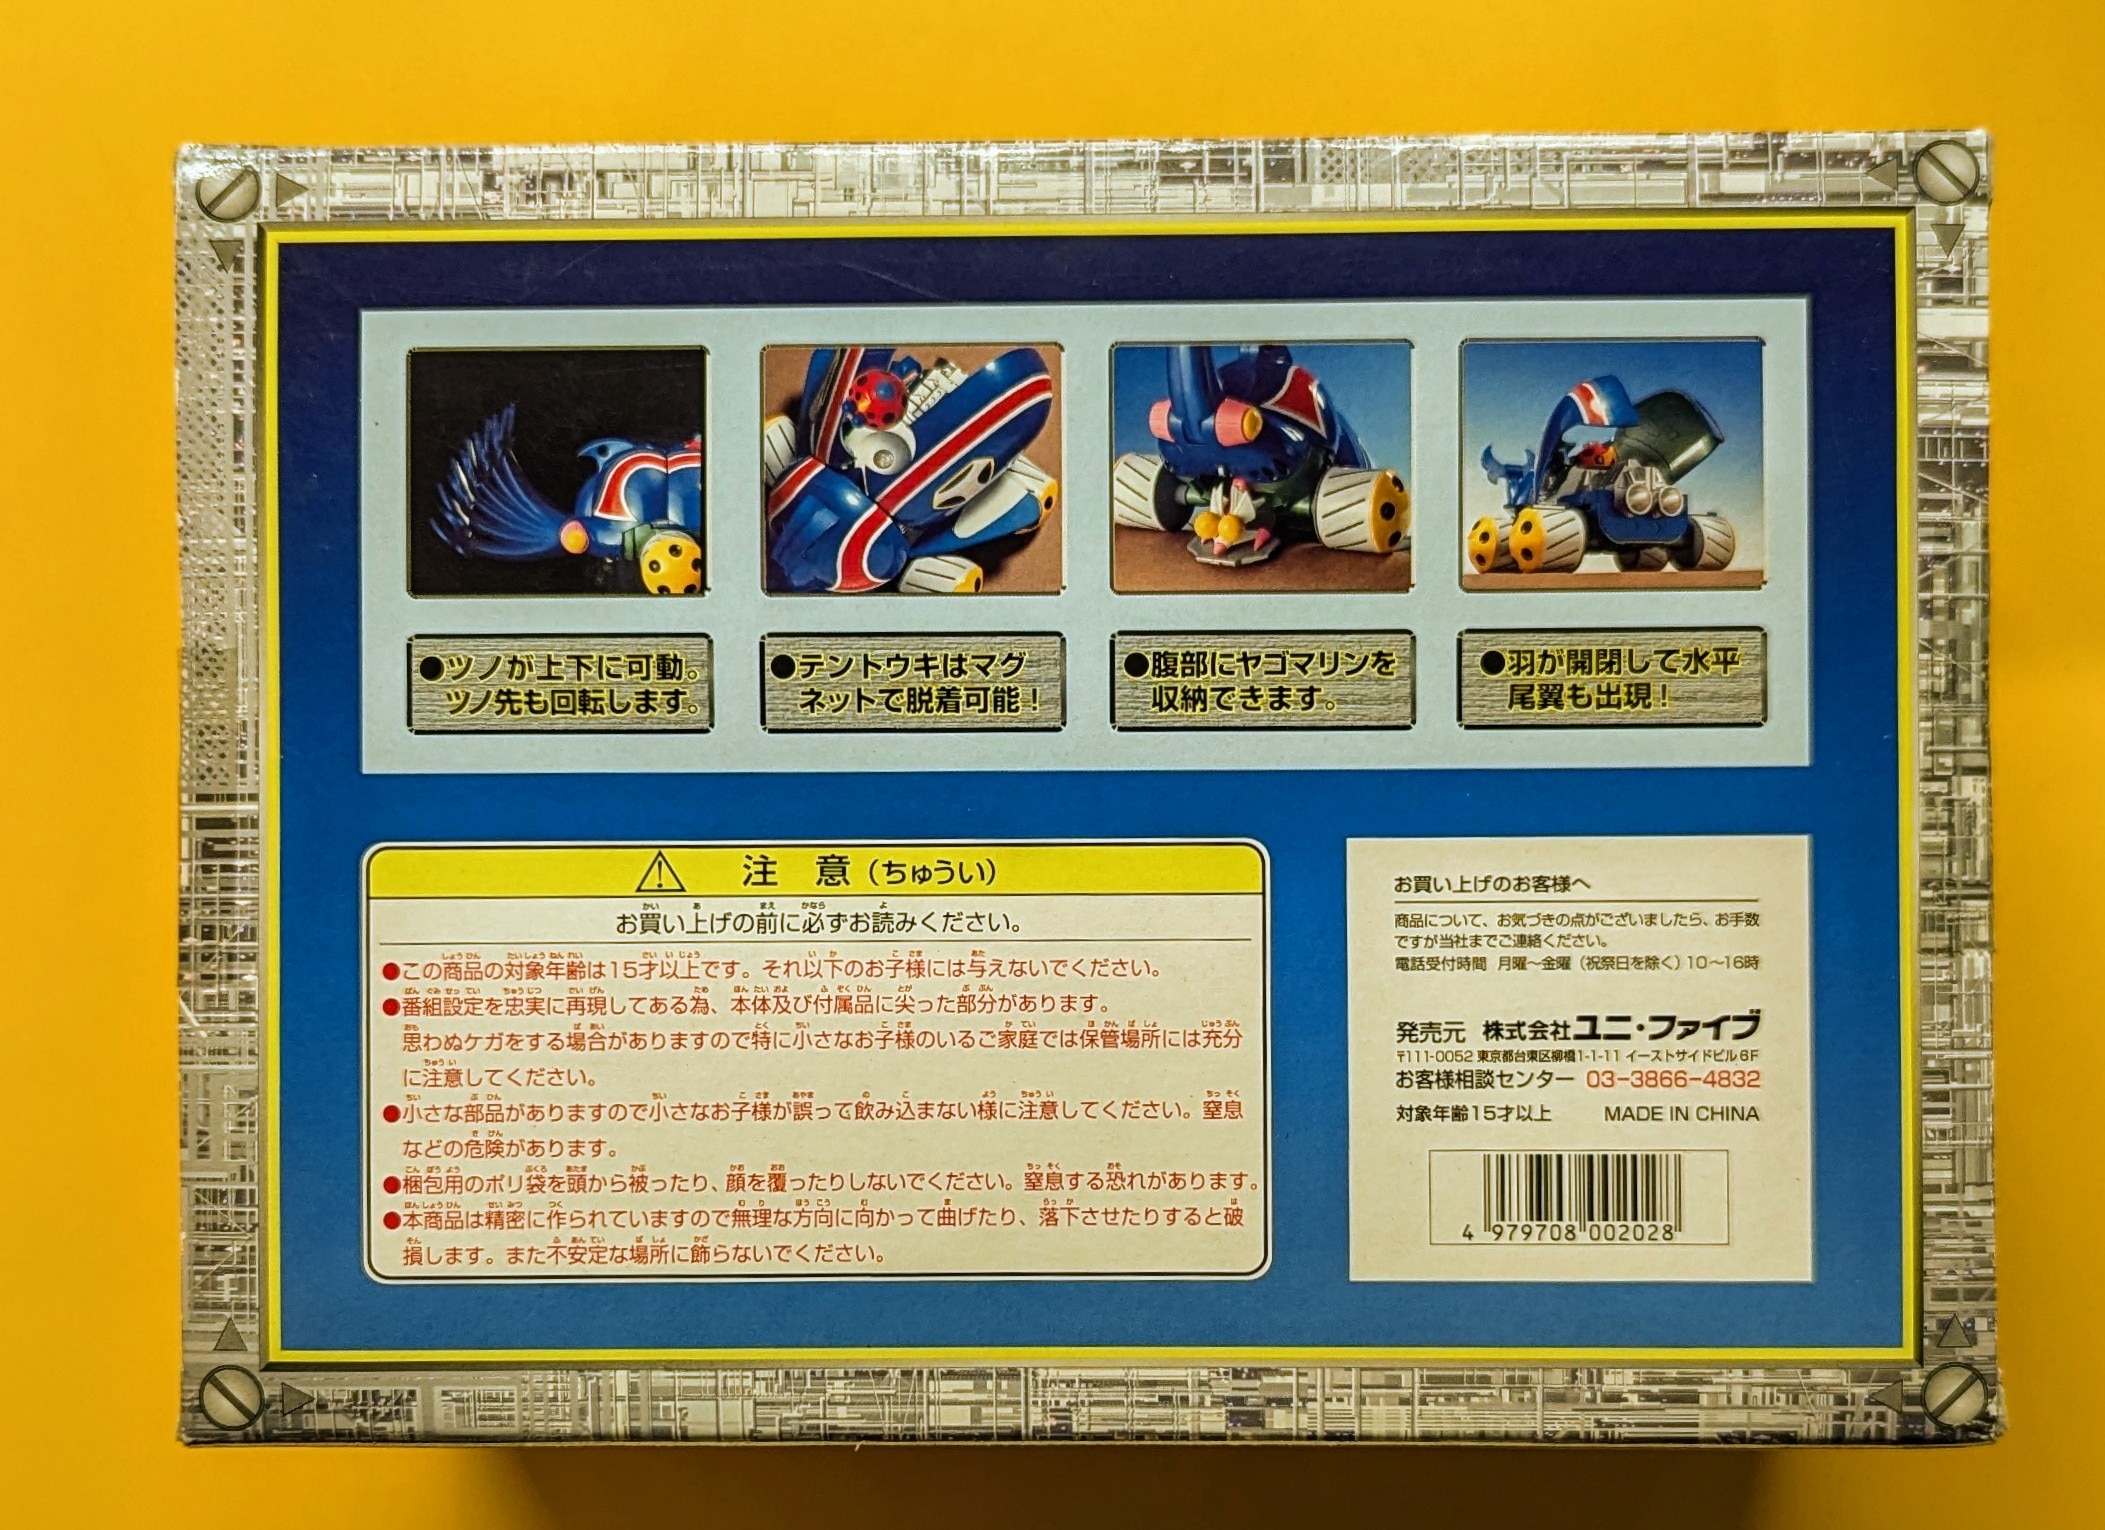 ●ツノが上下に可動。
ツノ先も回転します。
●テントウキはマグ
ネットで脱着可能！
●腹部にヤゴマリンを
収納できます。
●羽が開閉して水平
尾翼も出現！
注 意（ちゅうい）
お買い上げの前に必ずお読みください。
●この商品の対象年齢は15才以上です。それ以下のお子様には与えないでください。
●番組設定を忠実に再現してある為、本体及び付属品に尖った部分があります。
思わぬケガをする場合がありますので特に小さなお子様のいるご家庭では保管場所には充分
に注意してください。
●小さな部品がありますので小さなお子様が誤って飲み込まない様に注意してください。窒息
などの危険があります。
●梱包用のポリ袋を頭から被ったり、顔を覆ったりしないでください。窒息する恐れがあります。
●本商品は精密に作られていますので無理な方向に向かって曲げたり、落下させたりすると破
損します。また不安定な場所に飾らないでください。
お買い上げのお客様へ
商品について、お気づきの点がございましたら、お手数
ですが当社までご連絡ください。
電話受付時間 月曜〜金曜（祝祭日を除く）10〜16時
発売元 株式会社ユニ・ファイブ
〒111-0052 東京都台東区柳橋1-1-11 イーストサイドビル6F
お客様相談センター 03-3866-4832
対象年齢15才以上 MADE IN CHINA
4 979708 002028